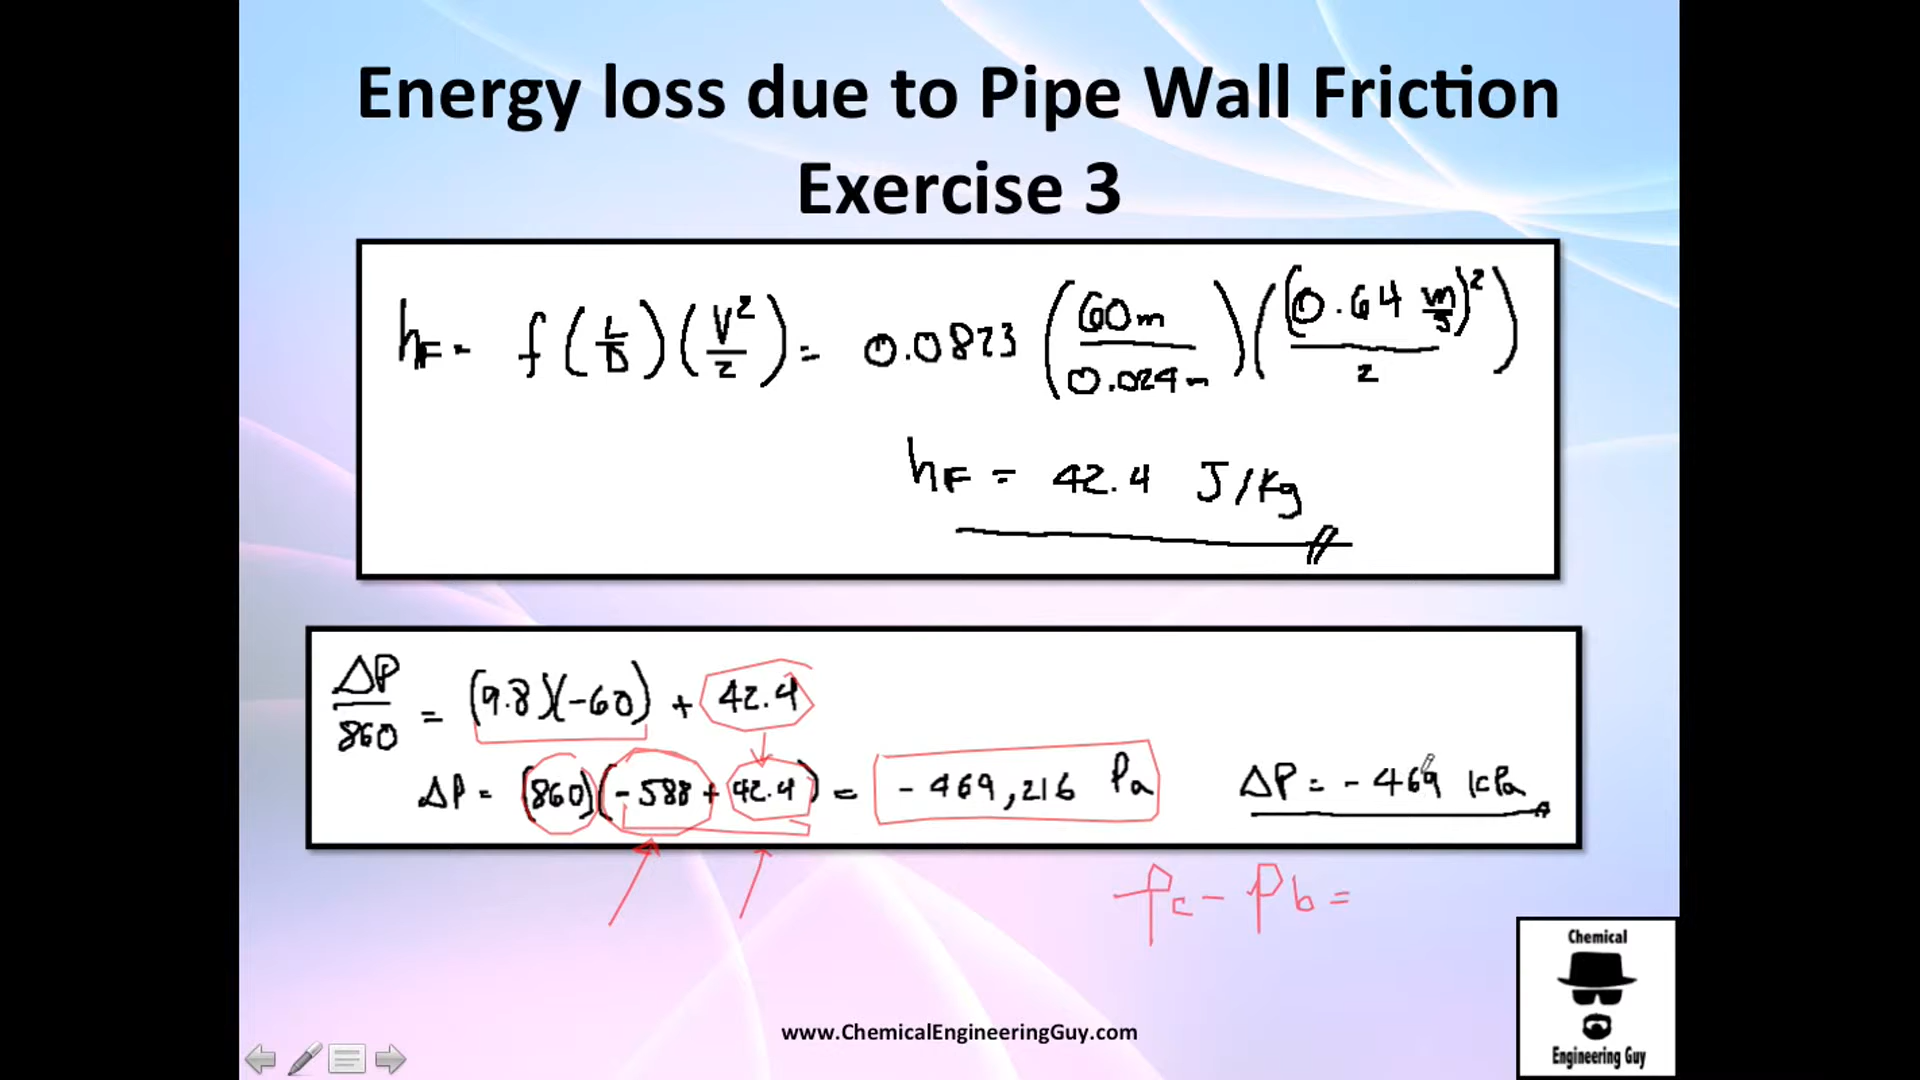 Energy loss due to Pipe Wall Friction
Exercise 3
hF = f (L/D) (V²/2) = 0.0823 (60m/0.024m) ((0.64 m/s)²/2)
hF = 42.4 J/Kg
ΔP/860 = (9.8)(-60) + 42.4
ΔP = (860)(-588 + 42.4) = -469,216 Pa
ΔP = -469 KPa
Pc - Pb =
Chemical
Engineering Guy
www.ChemicalEngineeringGuy.com